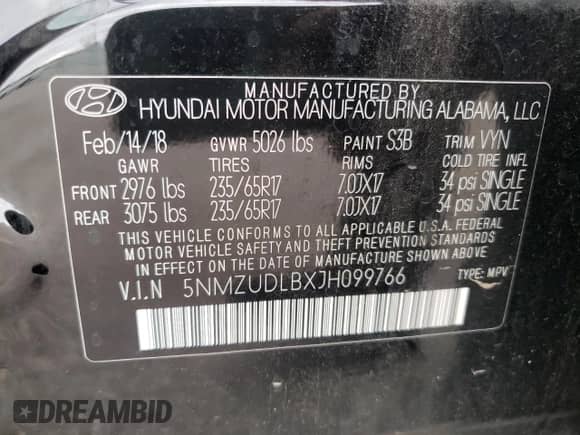 MANUFACTURED BY
HYUNDAI MOTOR MANUFACTURING ALABAMA, LLC
Feb/14/18 GVWR 5026 lbs PAINT S3B TRIM VYN
GAWR TIRES RIMS COLD TIRE INFL
FRONT 2976 lbs 235/65R17 7.0JX17 34 psi SINGLE
REAR 3075 lbs 235/65R17 7.0JX17 34 psi SINGLE
THIS VEHICLE CONFORMS TO ALL APPLICABLE U.S.A. FEDERAL
MOTOR VEHICLE SAFETY AND THEFT PREVENTION STANDARDS
IN EFFECT ON THE DATE OF MANUFACTURE SHOWN ABOVE.
V.I.N 5NMZUDLBXJH099766 TYPE: MPV
DREAMBID